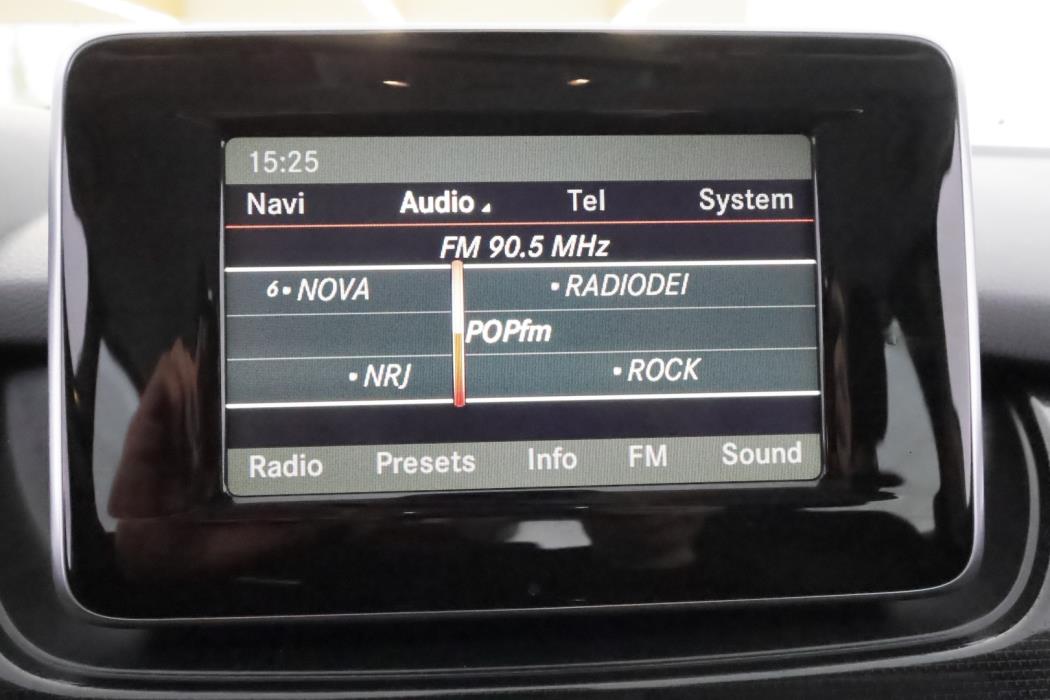 15:25
Navi Audio Tel System
FM 90.5 MHz
6• NOVA • RADIODEI
POPfm
• NRJ • ROCK
Radio Presets Info FM Sound